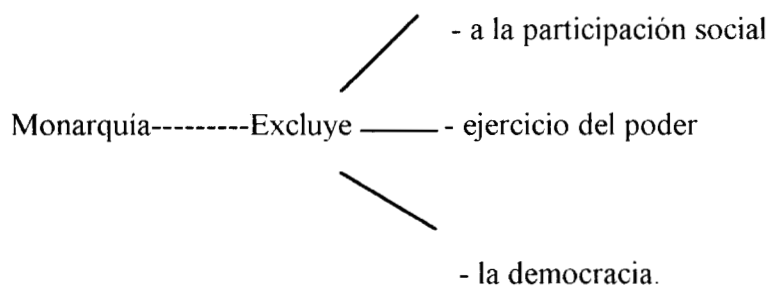 - a la participación social
Monarquía---------Excluye - ejercicio del poder
- la democracia.